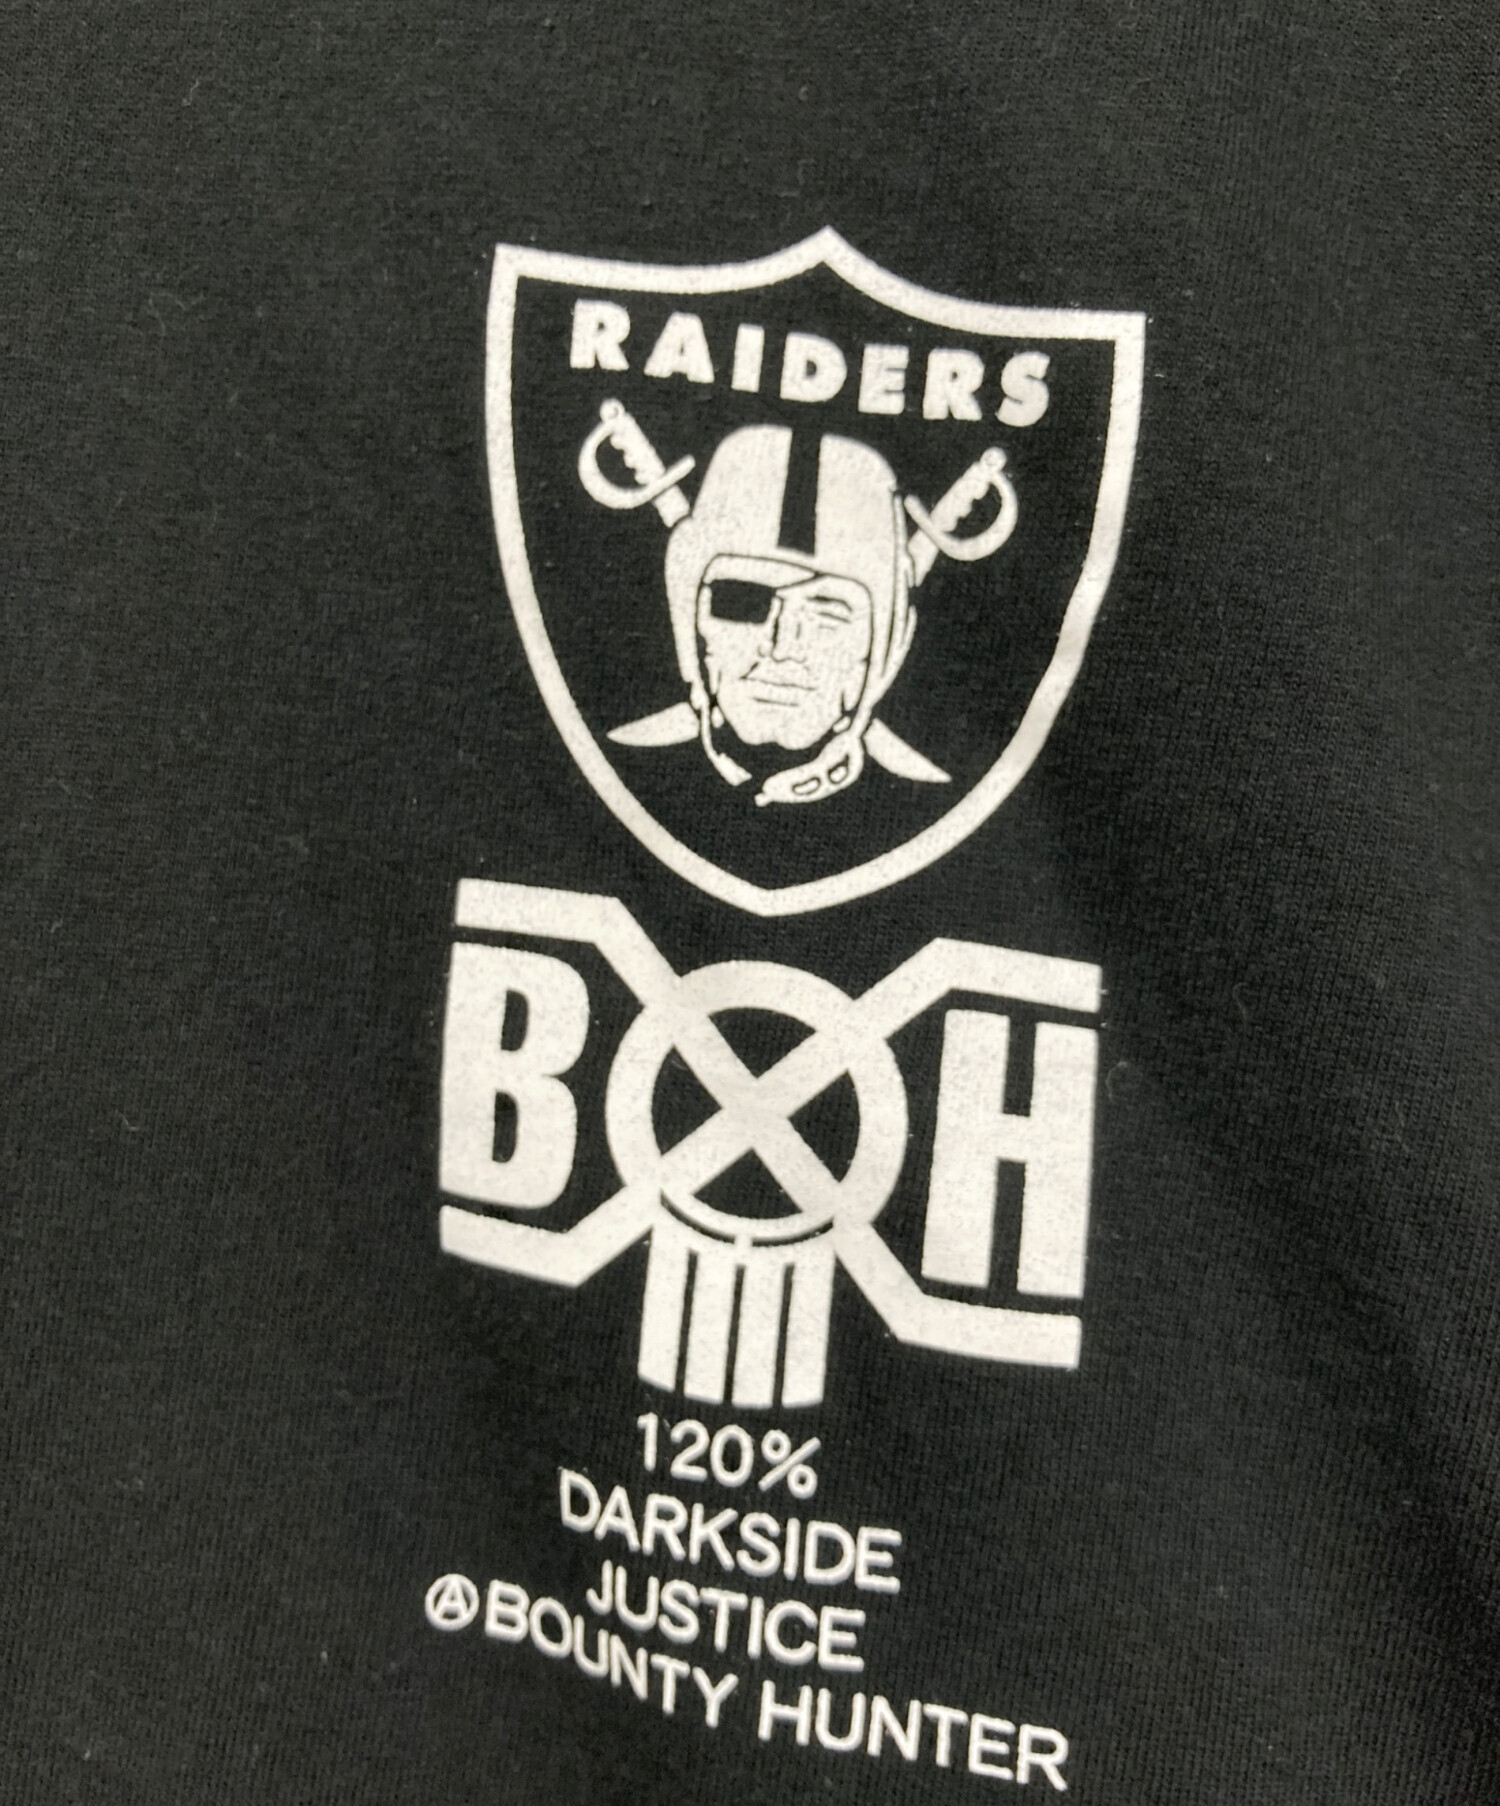 RAIDERS
B H
120%
DARKSIDE
JUSTICE
Ⓐ BOUNTY HUNTER